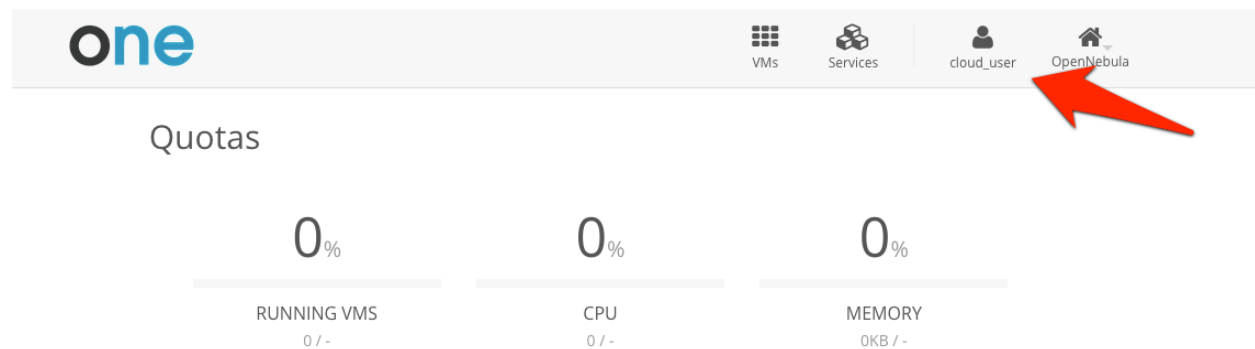 one
VMs Services cloud_user OpenNebula
Quotas
0% 0% 0%
RUNNING VMS CPU MEMORY
0 / - 0 / - 0KB / -